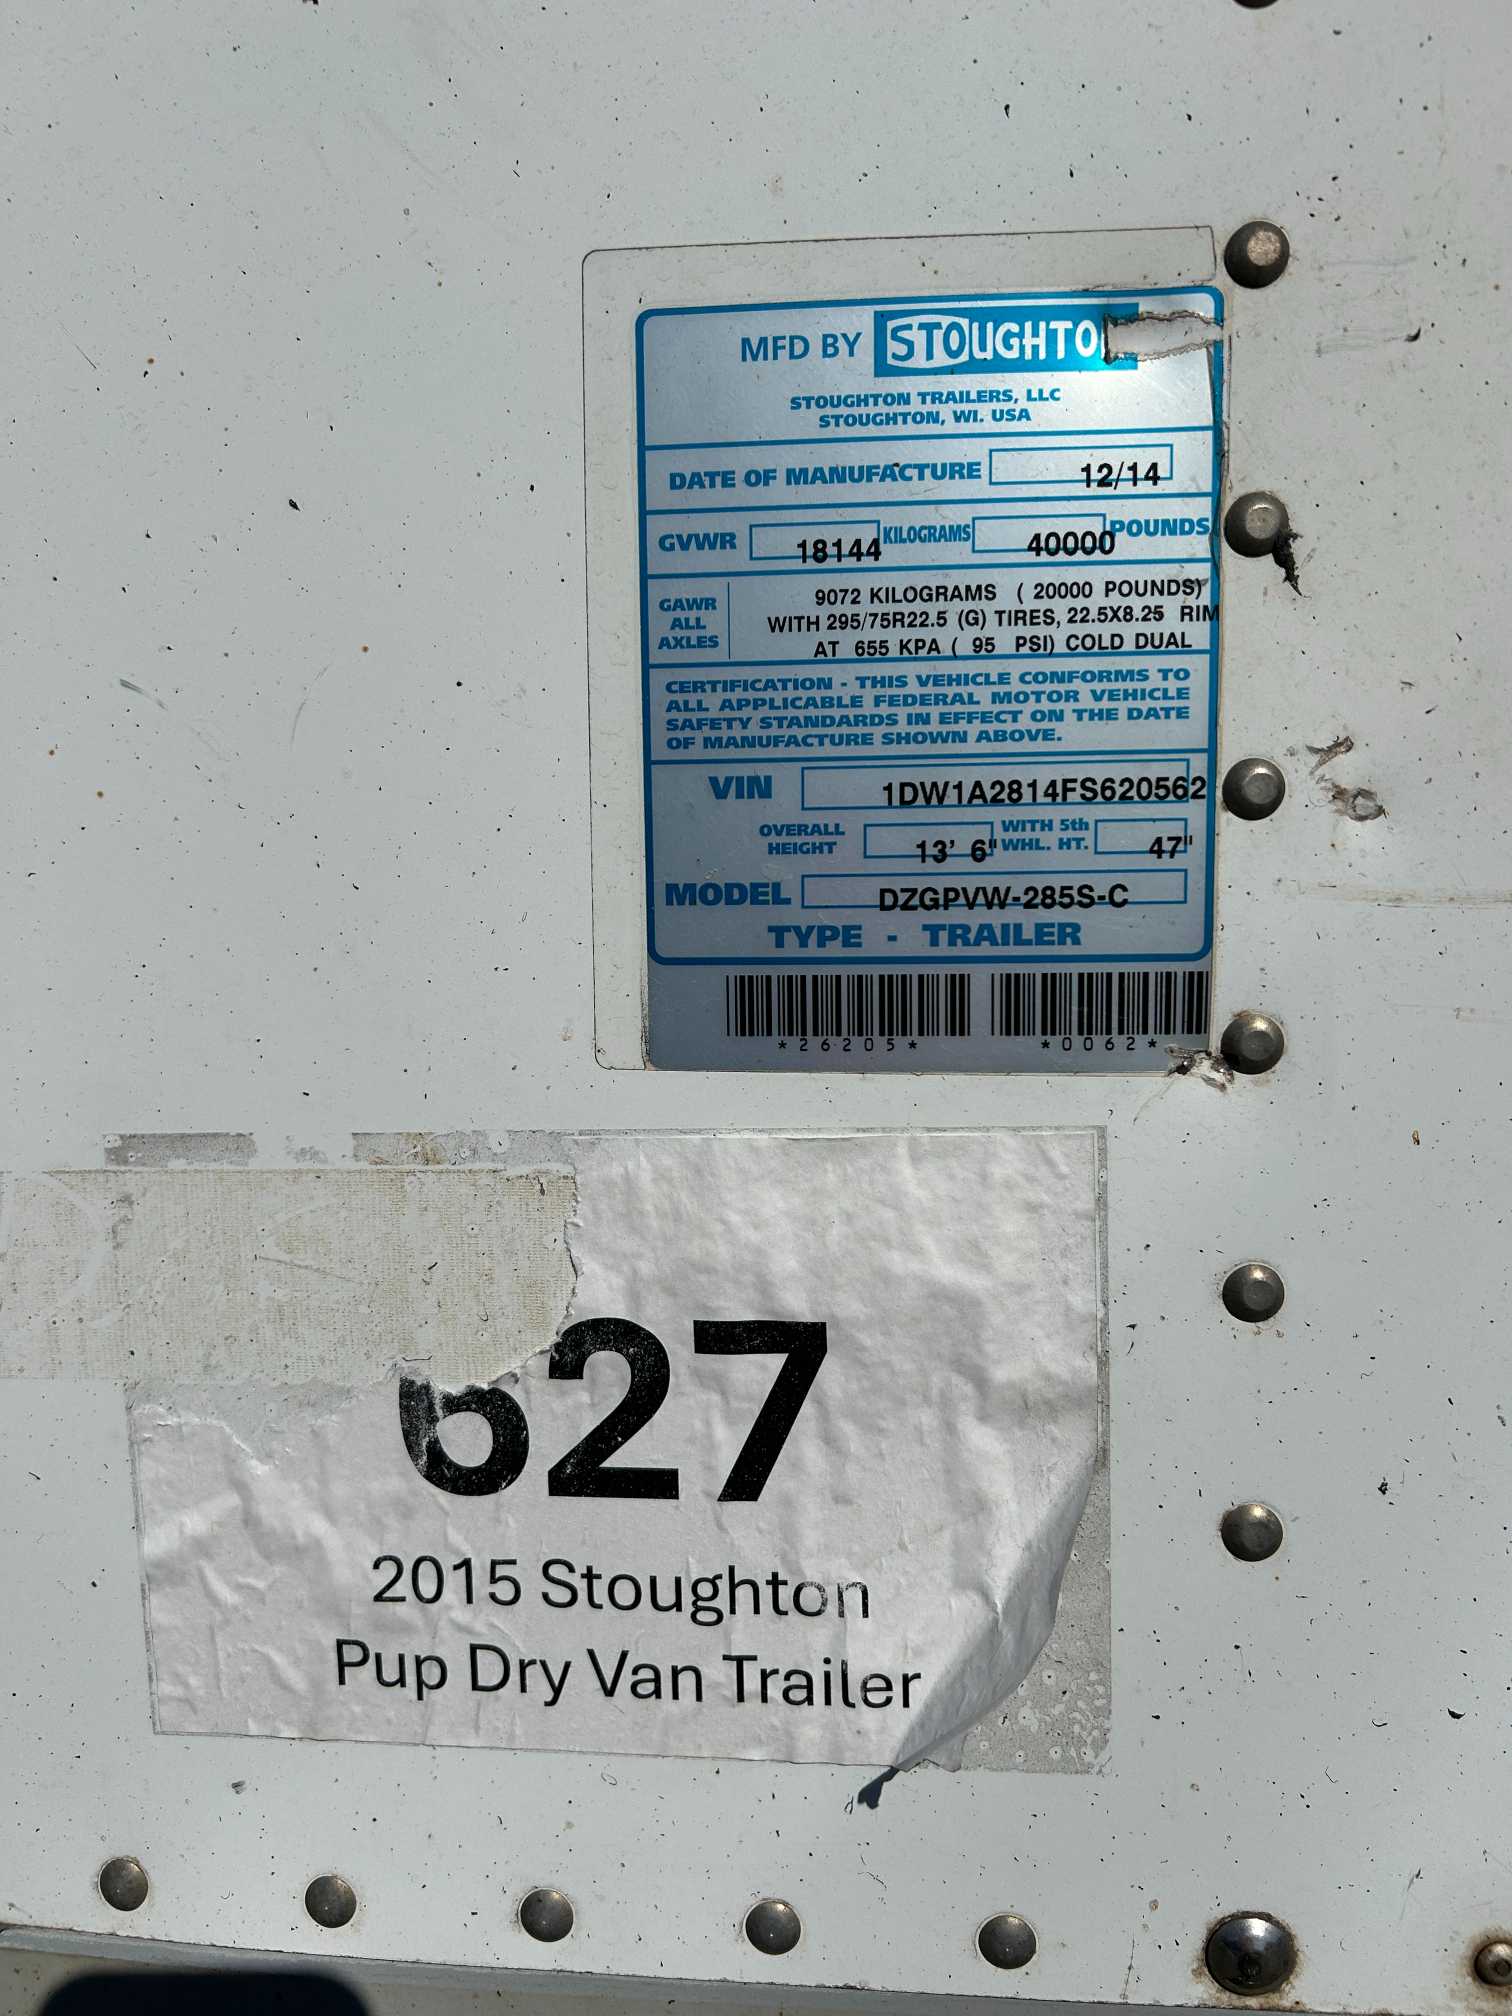 MFD BY STOUGHTO
STOUGHTON TRAILERS, LLC
STOUGHTON, WI. USA
DATE OF MANUFACTURE 12/14
GVWR 18144 KILOGRAMS 40000 POUNDS
GAWR ALL AXLES
9072 KILOGRAMS ( 20000 POUNDS)
WITH 295/75R22.5 (G) TIRES, 22.5X8.25 RIM
AT 655 KPA ( 95 PSI) COLD DUAL
CERTIFICATION - THIS VEHICLE CONFORMS TO
ALL APPLICABLE FEDERAL MOTOR VEHICLE
SAFETY STANDARDS IN EFFECT ON THE DATE
OF MANUFACTURE SHOWN ABOVE.
VIN 1DW1A2814FS620562
OVERALL HEIGHT 13' 6" WITH 5th WHL. HT. 47"
MODEL DZGPVW-285S-C
TYPE - TRAILER
*26205* *0062*
627
2015 Stoughton
Pup Dry Van Trailer